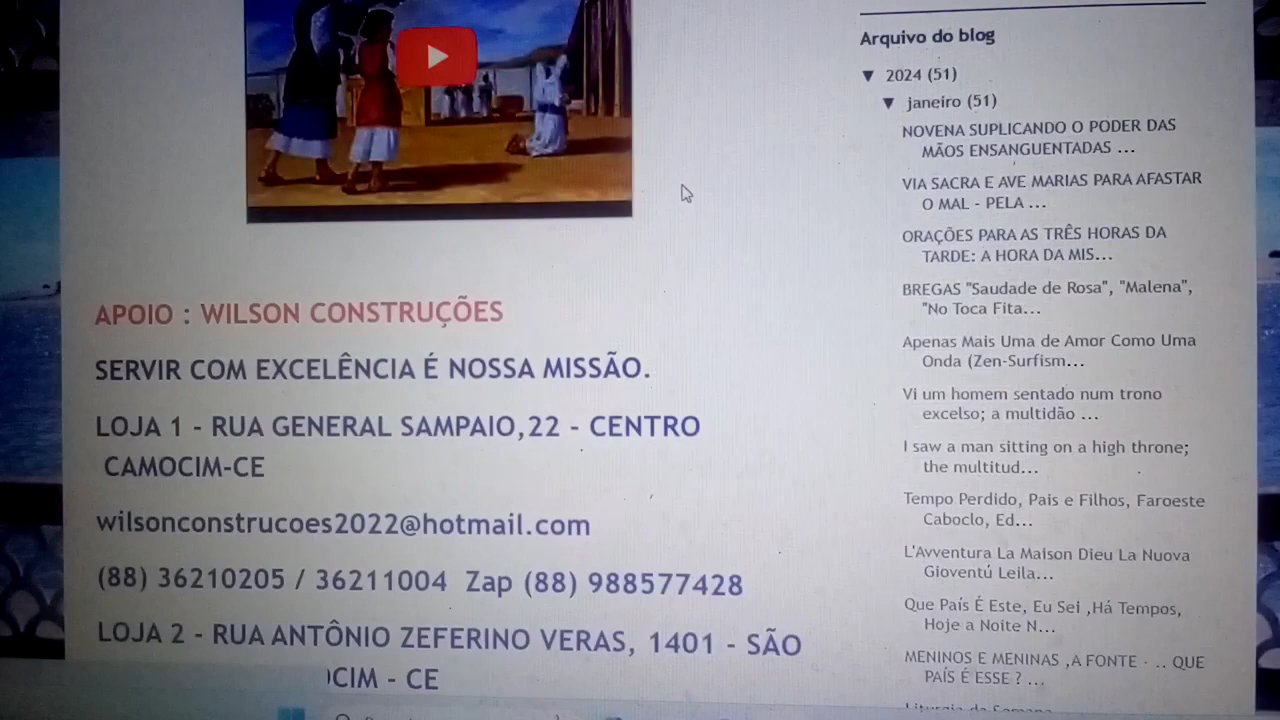 APOIO : WILSON CONSTRUÇÕES
SERVIR COM EXCELÊNCIA É NOSSA MISSÃO.
LOJA 1 - RUA GENERAL SAMPAIO,22 - CENTRO
CAMOCIM-CE
wilsonconstrucoes2022@hotmail.com
(88) 36210205 / 36211004 Zap (88) 988577428
LOJA 2 - RUA ANTÔNIO ZEFERINO VERAS, 1401 - SÃO
CIM - CE
Arquivo do blog
▼ 2024 (51)
▼ janeiro (51)
NOVENA SUPLICANDO O PODER DAS
MÃOS ENSANGUENTADAS ...
VIA SACRA E AVE MARIAS PARA AFASTAR
O MAL - PELA ...
ORAÇÕES PARA AS TRÊS HORAS DA
TARDE: A HORA DA MIS...
BREGAS "Saudade de Rosa", "Malena",
"No Toca Fita...
Apenas Mais Uma de Amor Como Uma
Onda (Zen-Surfism...
Vi um homem sentado num trono
excelso; a multidão ...
I saw a man sitting on a high throne;
the multitud...
Tempo Perdido, Pais e Filhos, Faroeste
Caboclo, Ed...
L'Avventura La Maison Dieu La Nuova
Gioventú Leila...
Que País É Este, Eu Sei ,Há Tempos,
Hoje a Noite N...
MENINOS E MENINAS ,A FONTE - .. QUE
PAÍS É ESSE ? ...
Liturgia da Semana